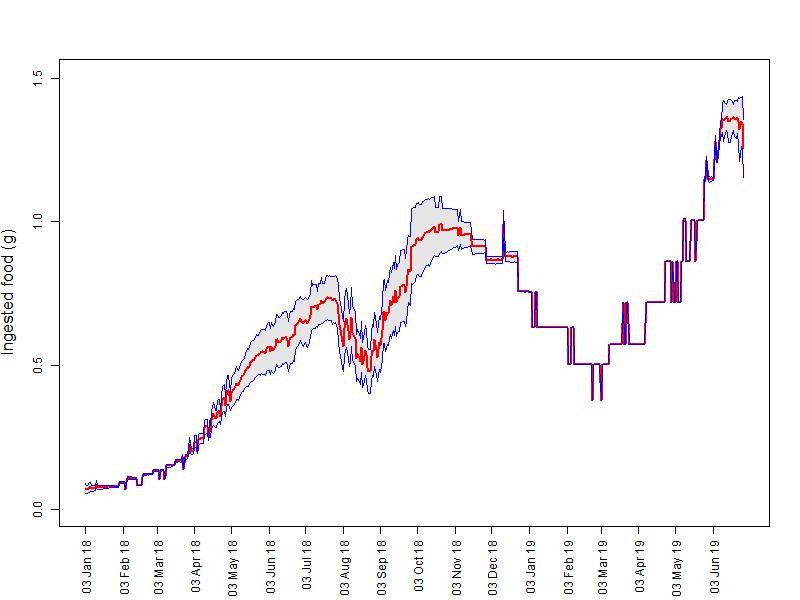 Ingested food (g)
1.5
1.0
0.5
0.0
03 Jan 18
03 Feb 18
03 Mar 18
03 Apr 18
03 May 18
03 Jun 18
03 Jul 18
03 Aug 18
03 Sep 18
03 Oct 18
03 Nov 18
03 Dec 18
03 Jan 19
03 Feb 19
03 Mar 19
03 Apr 19
03 May 19
03 Jun 19